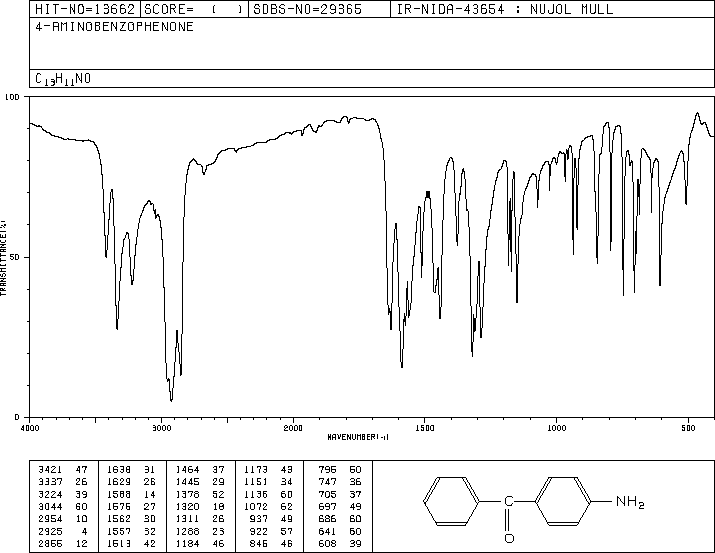 HIT-NO=13662 SCORE= ( ) SDBS-NO=29365 IR-NIDA-43654 : NUJOL MULL
4-AMINOBENZOPHENONE
C13H11NO
100
50
0
TRANSMITTANCE(%)
4000 3000 2000 1500 1000 500
WAVENUMBER(-1)
3421 47 1638 31 1464 37 1173 43 796 50
3337 26 1629 26 1445 29 1151 34 747 36
3224 39 1588 14 1378 52 1136 60 705 37
3044 60 1576 27 1320 18 1072 62 697 49
2954 10 1562 30 1311 26 937 49 686 60
2925 4 1557 32 1288 23 922 57 641 60
2855 12 1513 42 1184 46 846 46 608 39
C
O
NH2